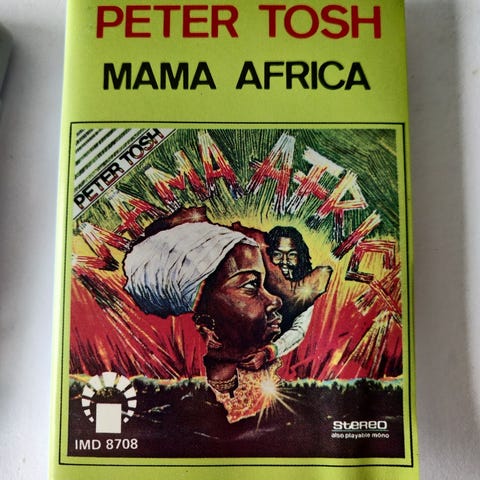 PETER TOSH
MAMA AFRICA
PETER TOSH
MAMA AFRICA
IMD 8708
STEREO
also playable mono